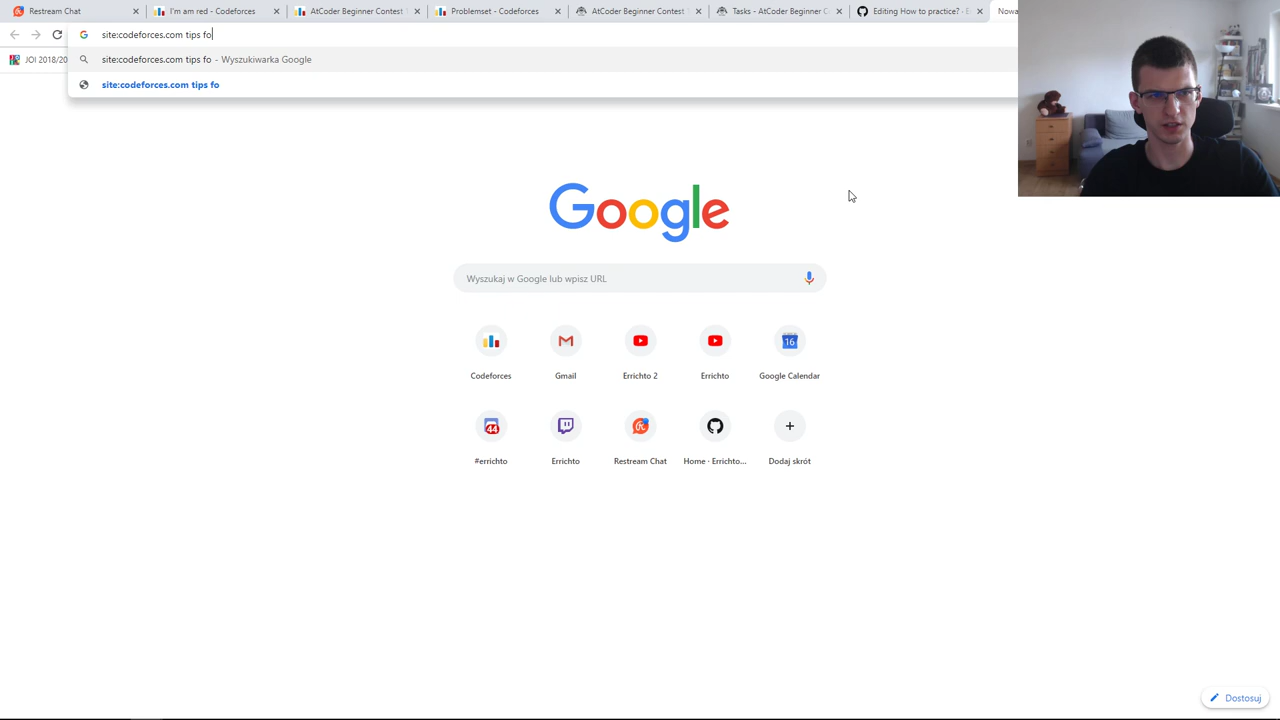 Restream Chat
I'm am red - Codeforces
AtCoder Beginner Contest
Problemset - Codeforces
AtCoder Beginner Contest
Tasks - AtCoder Beginner C
Editing How to practice? · E
Nowa
site:codeforces.com tips fo
JOI 2018/20
site:codeforces.com tips fo - Wyszukiwarka Google
site:codeforces.com tips fo
Google
Wyszukaj w Google lub wpisz URL
16
Codeforces
Gmail
Errichto 2
Errichto
Google Calendar
44
#errichto
Errichto
Restream Chat
Home · Errichto...
Dodaj skrót
Dostosuj